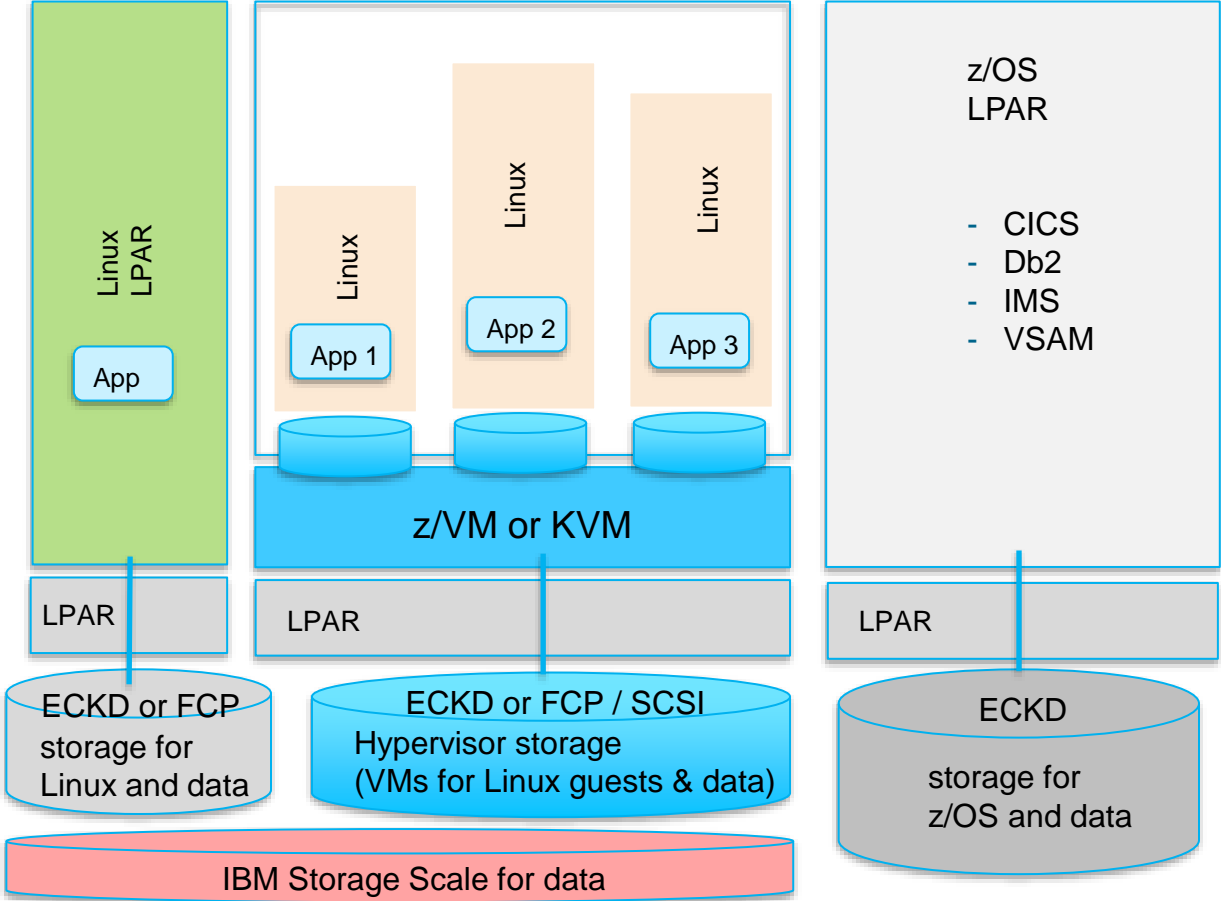 Linux
LPAR
App
LPAR
ECKD or FCP
storage for
Linux and data
Linux
App 1
Linux
App 2
Linux
App 3
z/VM or KVM
LPAR
ECKD or FCP / SCSI
Hypervisor storage
(VMs for Linux guests & data)
IBM Storage Scale for data
z/OS
LPAR
- CICS
- Db2
- IMS
- VSAM
LPAR
ECKD
storage for
z/OS and data